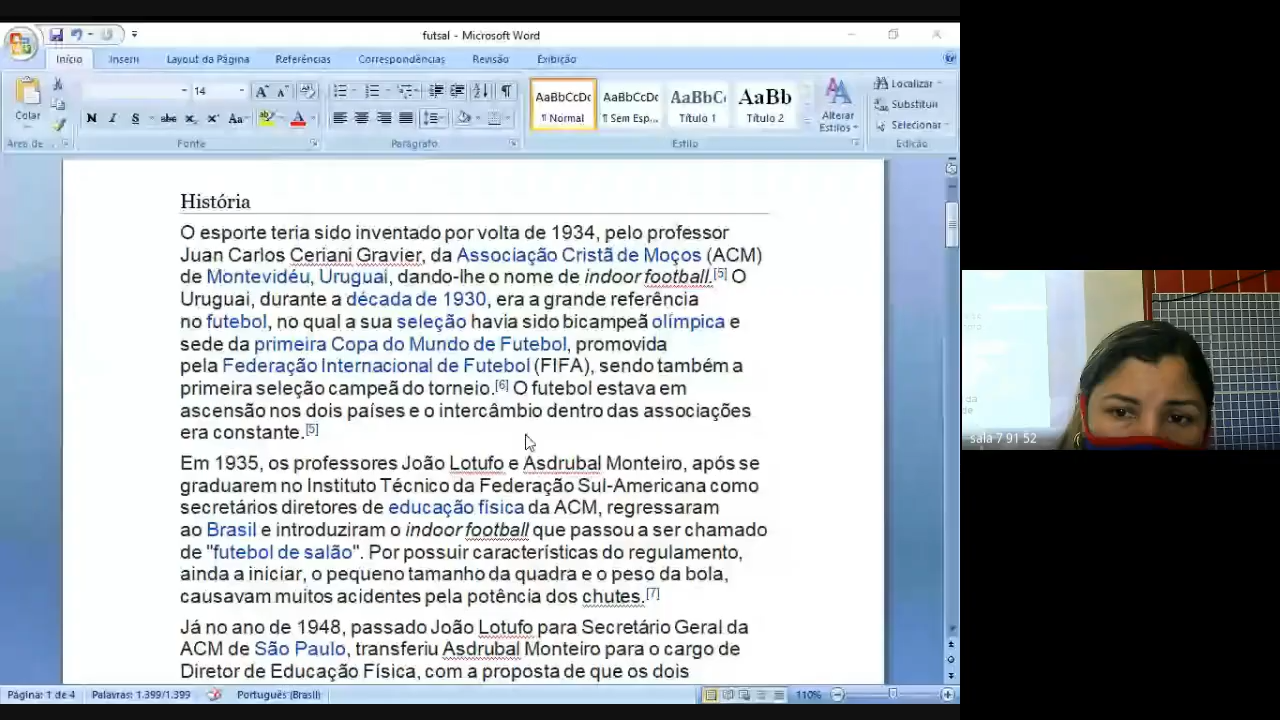 futsal - Microsoft Word
Início Inserir Layout da Página Referências Correspondências Revisão Exibição
Colar
14
AaBbCcDc AaBbCcDc AaBbC AaBb
¶ Normal ¶ Sem Esp... Título 1 Título 2
Alterar Estilos
Localizar
Substituir
Selecionar
Área de... Fonte Parágrafo Estilo Edição
História
O esporte teria sido inventado por volta de 1934, pelo professor
Juan Carlos Ceriani Gravier, da Associação Cristã de Moços (ACM)
de Montevidéu, Uruguai, dando-lhe o nome de indoor football.[5] O
Uruguai, durante a década de 1930, era a grande referência
no futebol, no qual a sua seleção havia sido bicampeã olímpica e
sede da primeira Copa do Mundo de Futebol, promovida
pela Federação Internacional de Futebol (FIFA), sendo também a
primeira seleção campeã do torneio.[6] O futebol estava em
ascensão nos dois países e o intercâmbio dentro das associações
era constante.[5]
Em 1935, os professores João Lotufo e Asdrubal Monteiro, após se
graduarem no Instituto Técnico da Federação Sul-Americana como
secretários diretores de educação física da ACM, regressaram
ao Brasil e introduziram o indoor football que passou a ser chamado
de "futebol de salão". Por possuir características do regulamento,
ainda a iniciar, o pequeno tamanho da quadra e o peso da bola,
causavam muitos acidentes pela potência dos chutes.[7]
Já no ano de 1948, passado João Lotufo para Secretário Geral da
ACM de São Paulo, transferiu Asdrubal Monteiro para o cargo de
Diretor de Educação Física, com a proposta de que os dois
Página: 1 de 4 Palavras: 1.399/1.399 Português (Brasil) 110%
sala 7 91 52